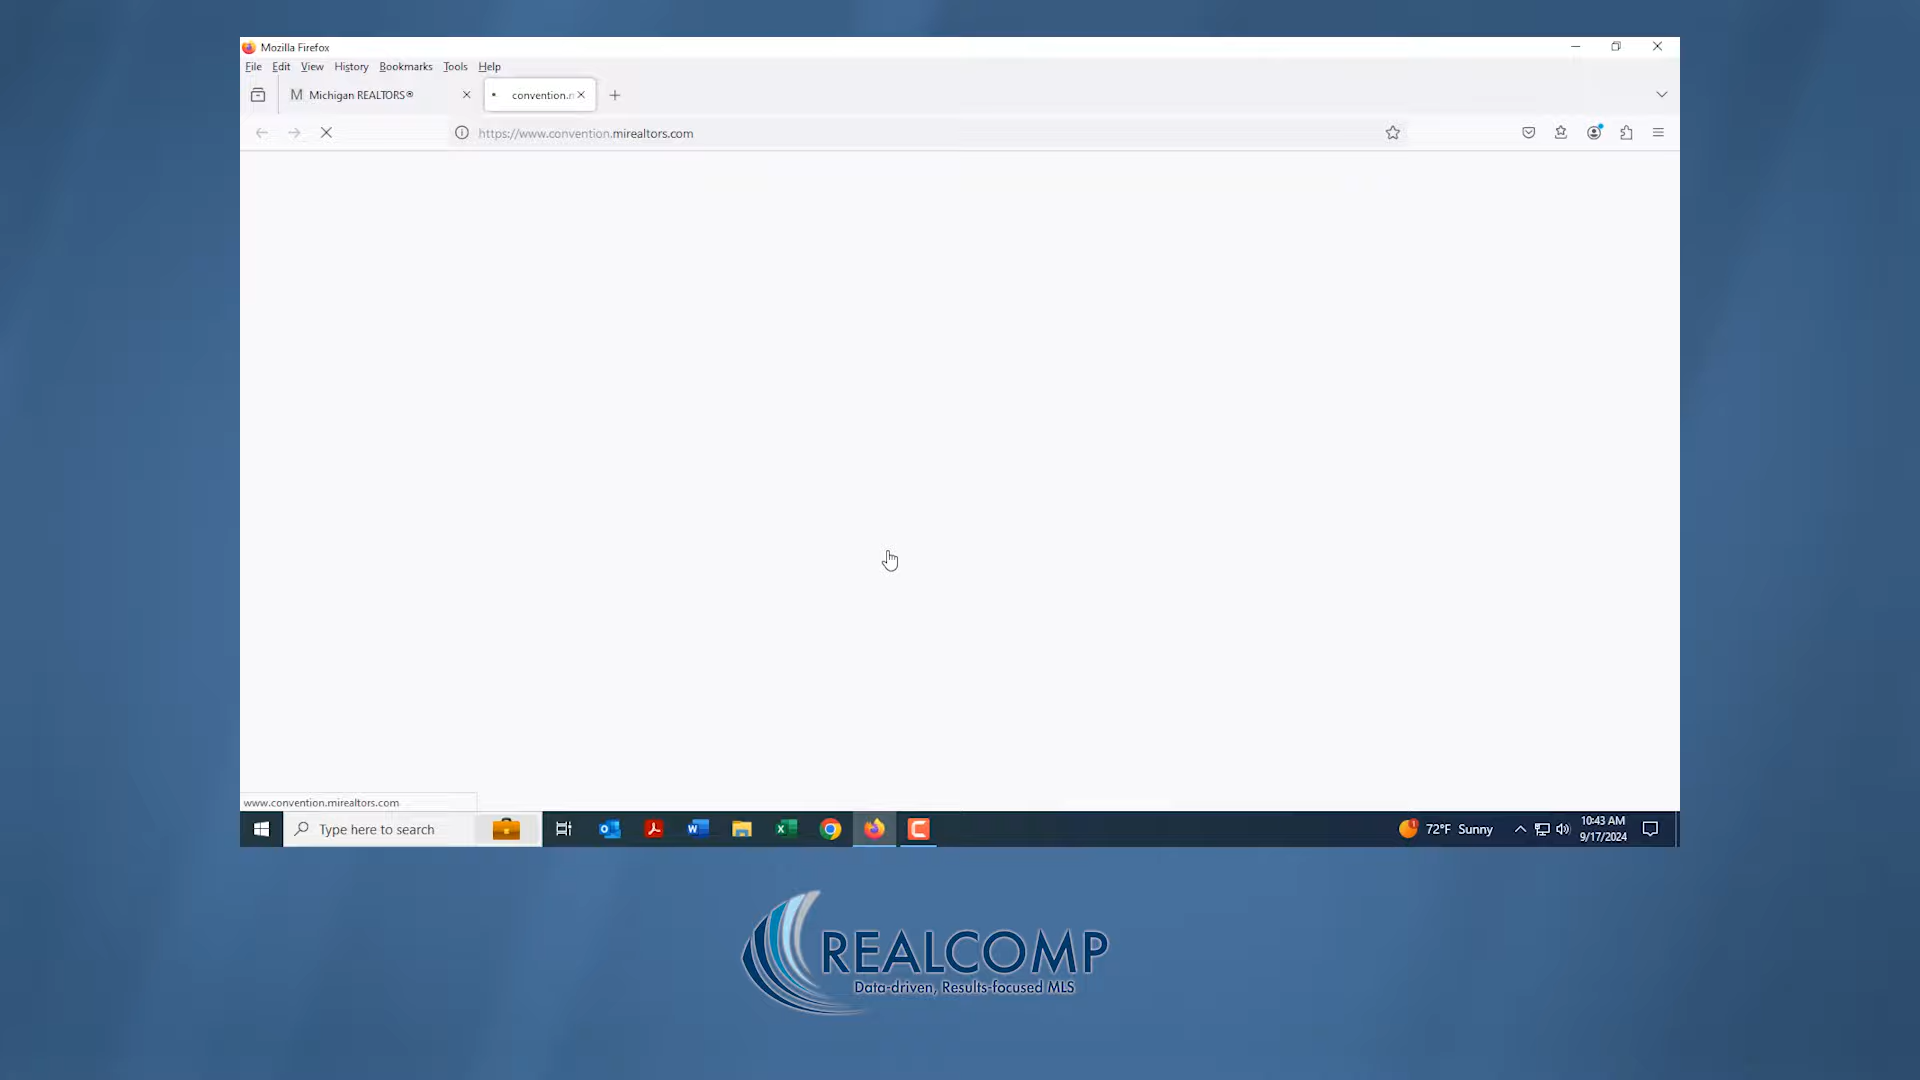 Mozilla Firefox
File Edit View History Bookmarks Tools Help
M Michigan REALTORS®
convention.
https://www.convention.mirealtors.com
www.convention.mirealtors.com
Type here to search
72°F Sunny
10:43 AM
9/17/2024
REALCOMP
Data-driven, Results-focused MLS